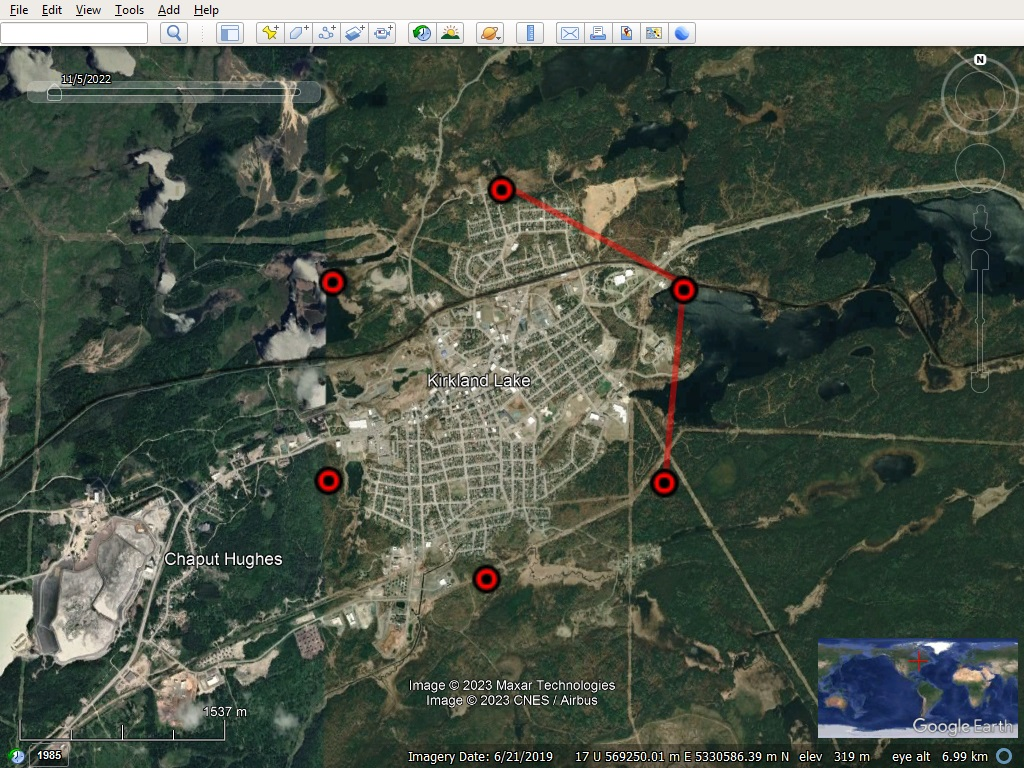 File Edit View Tools Add Help
11/5/2022
N
Kirkland Lake
Chaput Hughes
Image © 2023 Maxar Technologies
Image © 2023 CNES / Airbus
1537 m
Google Earth
1985
Imagery Date: 6/21/2019 17 U 569250.01 m E 5330586.39 m N elev 319 m eye alt 6.99 km